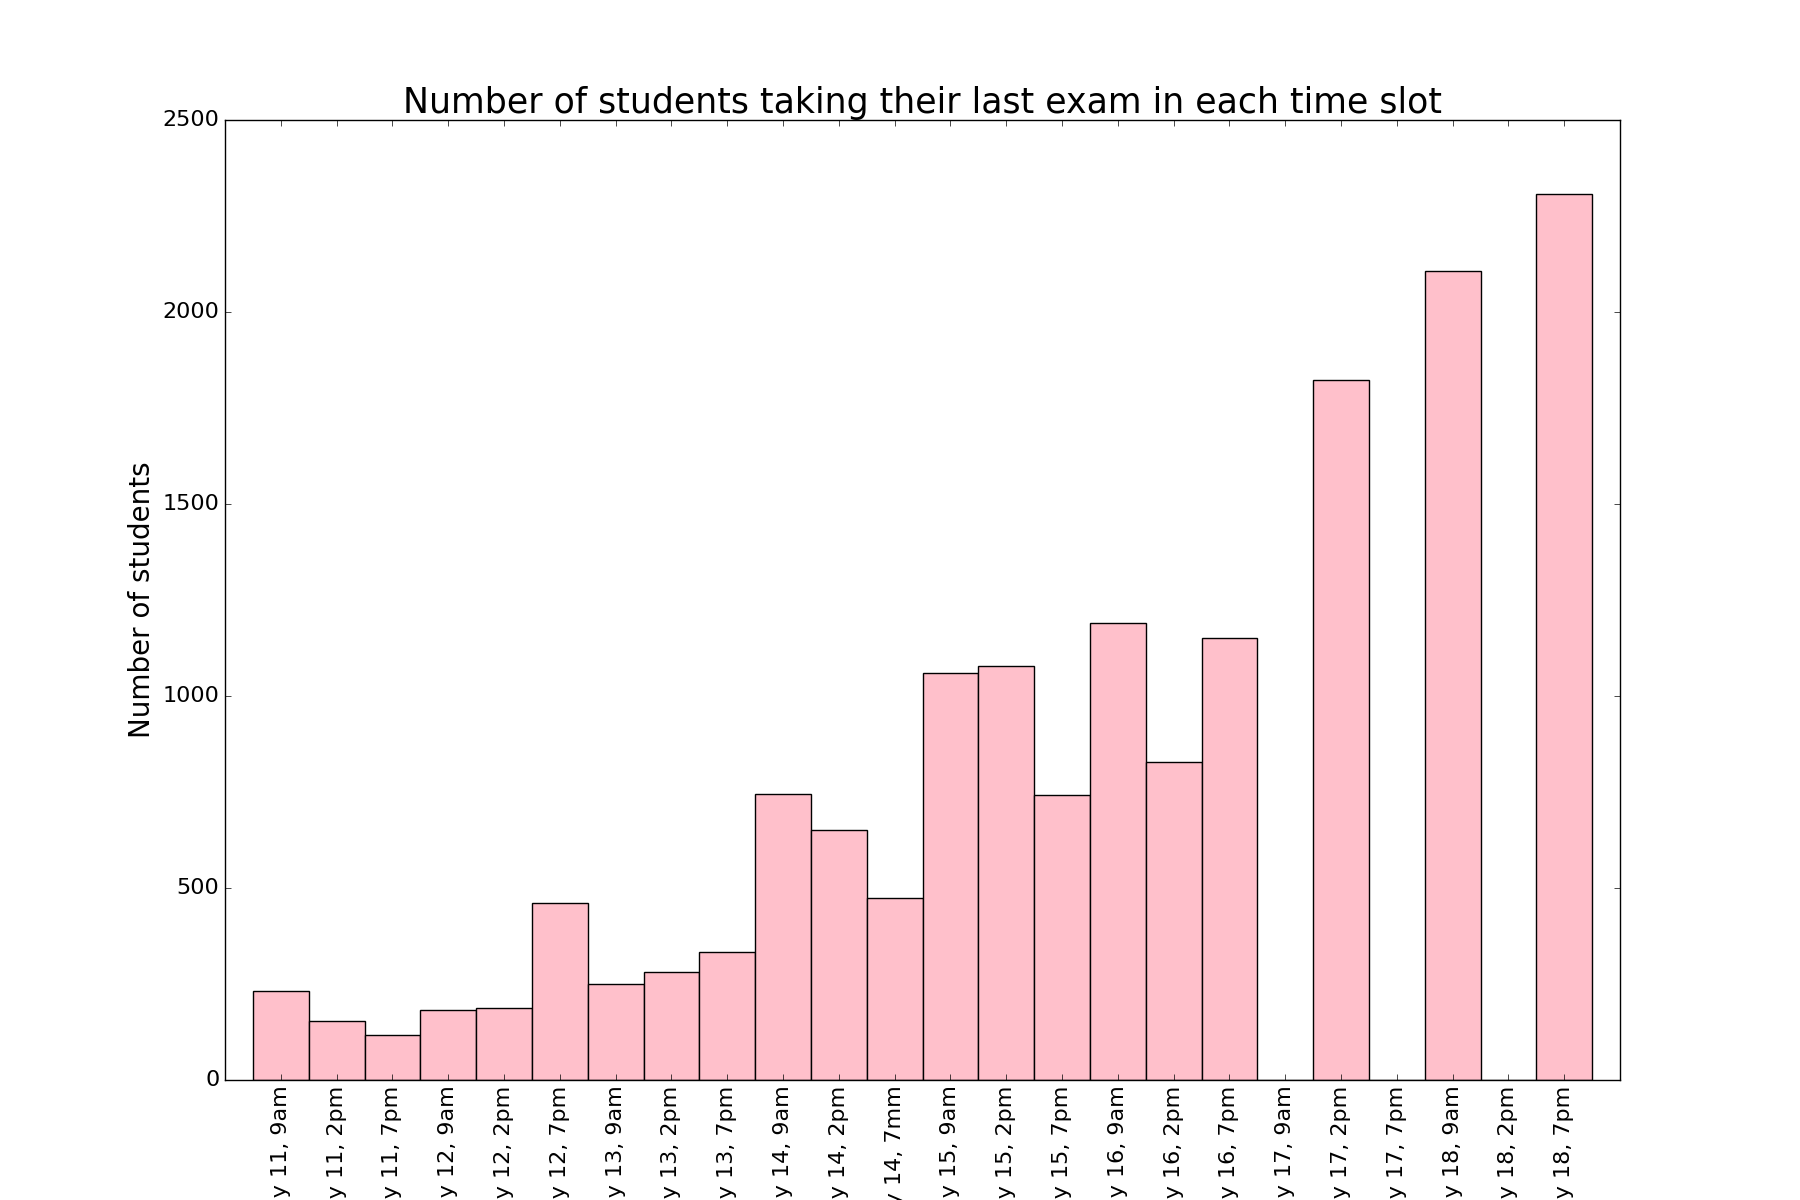 Number of students taking their last exam in each time slot
Number of students
2500
2000
1500
1000
500
0
y 11, 9am
y 11, 2pm
y 11, 7pm
y 12, 9am
y 12, 2pm
y 12, 7pm
y 13, 9am
y 13, 2pm
y 13, 7pm
y 14, 9am
y 14, 2pm
y 14, 7mm
y 15, 9am
y 15, 2pm
y 15, 7pm
y 16, 9am
y 16, 2pm
y 16, 7pm
y 17, 9am
y 17, 2pm
y 17, 7pm
y 18, 9am
y 18, 2pm
y 18, 7pm